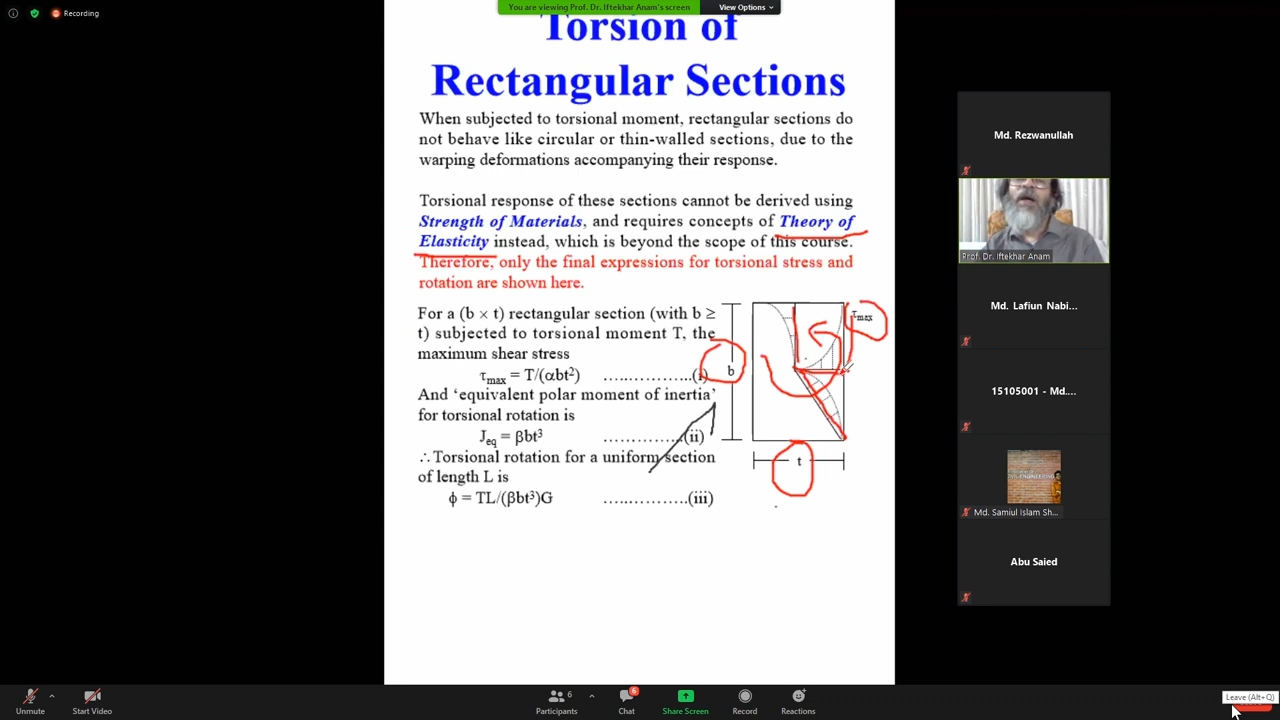 You are viewing Prof. Dr. Iftekhar Anam's screen
View Options
Recording
Torsion of
Rectangular Sections
When subjected to torsional moment, rectangular sections do
not behave like circular or thin-walled sections, due to the
warping deformations accompanying their response.
Torsional response of these sections cannot be derived using
Strength of Materials, and requires concepts of Theory of
Elasticity instead, which is beyond the scope of this course.
Therefore, only the final expressions for torsional stress and
rotation are shown here.
For a (b × t) rectangular section (with b ≥
t) subjected to torsional moment T, the
maximum shear stress
τmax = T/(αbt²) ……………(i)
And 'equivalent polar moment of inertia'
for torsional rotation is
Jeq = βbt³ ……………(ii)
∴ Torsional rotation for a uniform section
of length L is
ϕ = TL/(βbt³)G ……………(iii)
τmax
b
t
Md. Rezwanullah
Prof. Dr. Iftekhar Anam
Md. Lafiun Nabi...
15105001 - Md....
CIVIL ENGINEERING
Md. Samiul Islam Sh...
Abu Saied
Unmute
Start Video
6
Participants
6
Chat
Share Screen
Record
Reactions
Leave (Alt+Q)